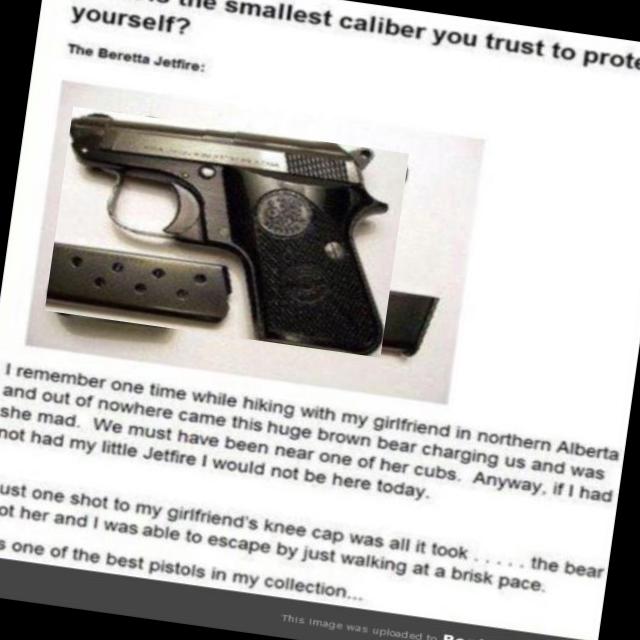 the smallest caliber you trust to
yourself?
The Beretta Jetfire:
I remember one time while hiking with my girlfriend in northern Alberta
and out of nowhere came this huge brown bear charging us and was
she mad. We must have been near one of her cubs. Anyway, if I had
not had my little Jetfire I would not be here today.
ust one shot to my girlfriend's knee cap was all it took . . . . . the bear
ot her and I was able to escape by just walking at a brisk pace.
s one of the best pistols in my collection...
This image was uploaded to